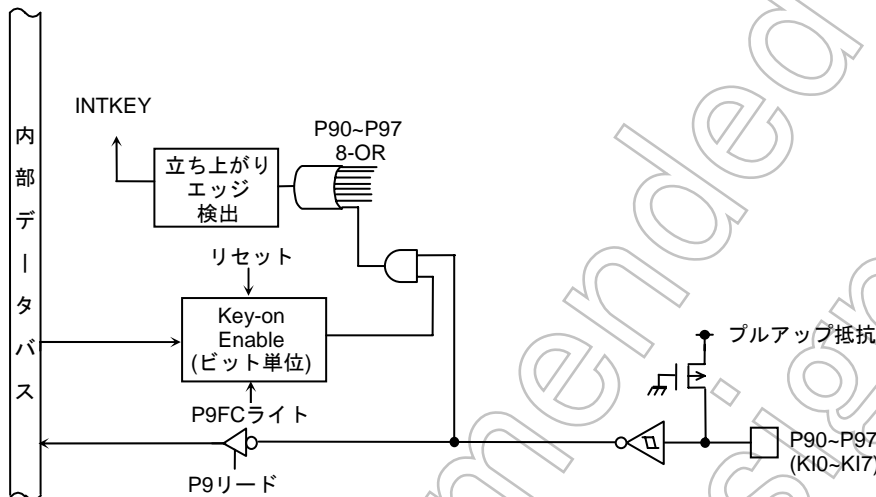 内部データバス
INTKEY
P90~P97
8-OR
立ち上がり
エッジ
検出
リセット
Key-on
Enable
(ビット単位)
P9FCライト
P9リード
プルアップ抵抗
P90~P97
(KI0~KI7)
mended
sign